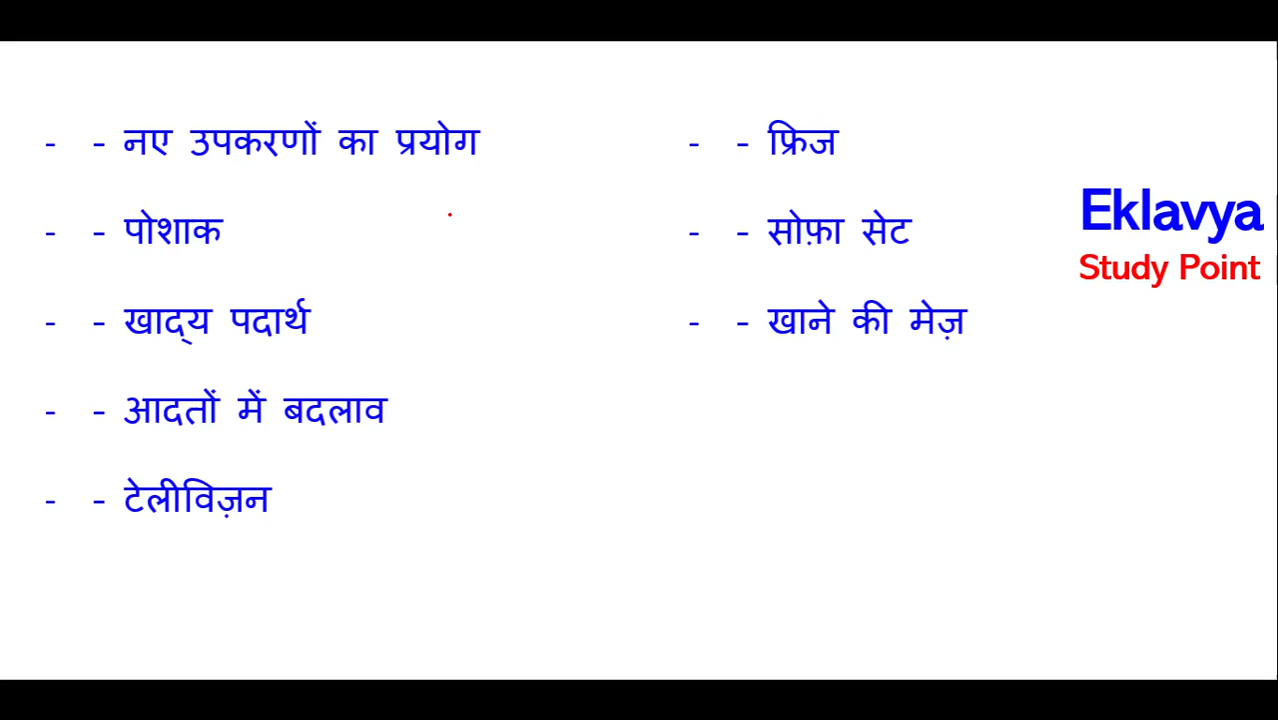 - - नए उपकरणों का प्रयोग
- - पोशाक
- - खाद्य पदार्थ
- - आदतों में बदलाव
- - टेलीविज़न
- - फ्रिज
- - सोफ़ा सेट
- - खाने की मेज़
Eklavya
Study Point